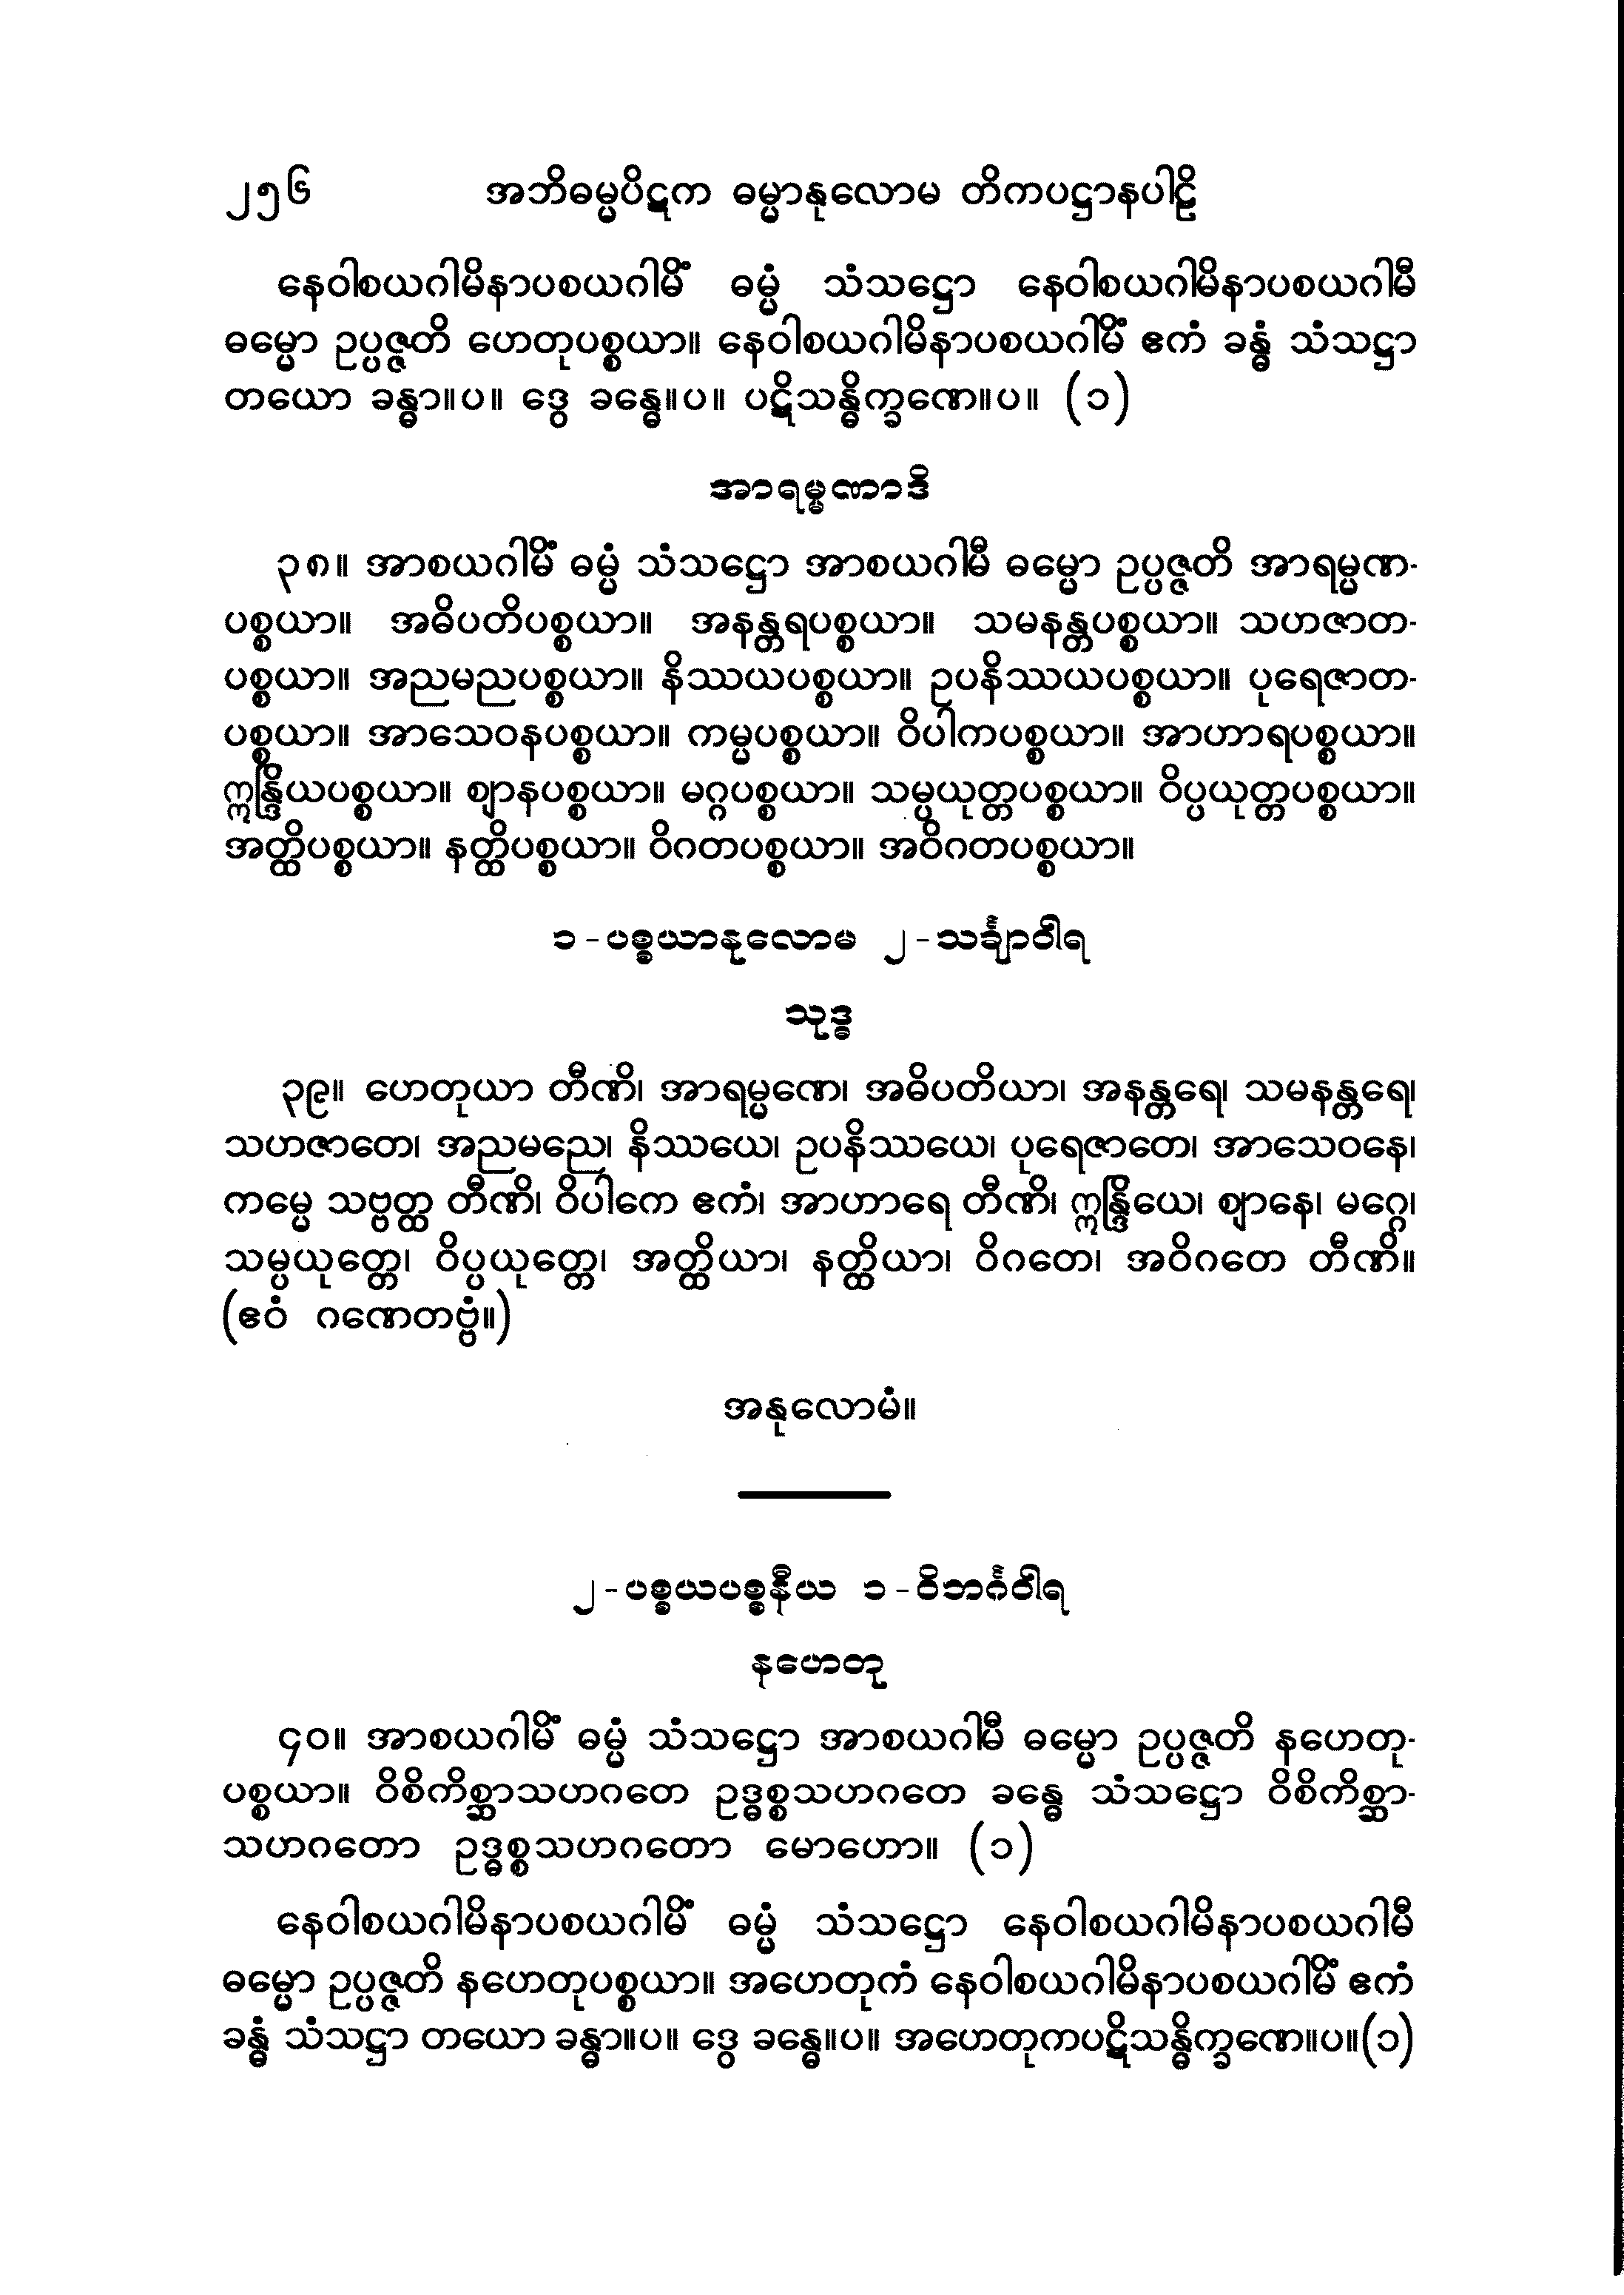 ၂၅၆ အဘိဓမ္မပိဋက ဓမ္မာနုလောမ တိကပဋ္ဌာနပါဠိ
နေဝါစယဂါမိနာပစယဂါမိံ ဓမ္မံ သံသဋ္ဌော နေဝါစယဂါမိနာပစယဂါမီ
ဓမ္မော ဥပ္ပဇ္ဇတိ ဟေတုပစ္စယာ။ နေဝါစယဂါမိနာပစယဂါမိံ ဧကံ ခန္ဓံ သံသဋ္ဌာ
တယော ခန္ဓာ။ပ။ ဒွေ ခန္ဓေ။ပ။ ပဋိသန္ဓိက္ခဏေ။ပ။ (၁)
အာရမ္မဏာဒိ
၃၈။ အာစယဂါမိံ ဓမ္မံ သံသဋ္ဌော အာစယဂါမီ ဓမ္မော ဥပ္ပဇ္ဇတိ အာရမ္မဏ-
ပစ္စယာ။ အဓိပတိပစ္စယာ။ အနန္တရပစ္စယာ။ သမနန္တပစ္စယာ။ သဟဇာတ-
ပစ္စယာ။ အညမညပစ္စယာ။ နိဿယပစ္စယာ။ ဥပနိဿယပစ္စယာ။ ပုရေဇာတ-
ပစ္စယာ။ အာသေဝနပစ္စယာ။ ကမ္မပစ္စယာ။ ဝိပါကပစ္စယာ။ အာဟာရပစ္စယာ။
ဣန္ဒြိယပစ္စယာ။ ဈာနပစ္စယာ။ မဂ္ဂပစ္စယာ။ သမ္ပယုတ္တပစ္စယာ။ ဝိပ္ပယုတ္တပစ္စယာ။
အတ္ထိပစ္စယာ။ နတ္ထိပစ္စယာ။ ဝိဂတပစ္စယာ။ အဝိဂတပစ္စယာ။
၁-ပစ္စယာနုလောမ ၂-သင်္ချာဝါရ
သုဒ္ဓ
၃၉။ ဟေတုယာ တီဏိ၊ အာရမ္မဏေ၊ အဓိပတိယာ၊ အနန္တရေ၊ သမနန္တရေ၊
သဟဇာတေ၊ အညမညေ၊ နိဿယေ၊ ဥပနိဿယေ၊ ပုရေဇာတေ၊ အာသေဝနေ၊
ကမ္မေ သဗ္ဗတ္ထ တီဏိ၊ ဝိပါကေ ဧကံ၊ အာဟာရေ တီဏိ၊ ဣန္ဒြိယေ၊ ဈာနေ၊ မဂ္ဂေ၊
သမ္ပယုတ္တေ၊ ဝိပ္ပယုတ္တေ၊ အတ္ထိယာ၊ နတ္ထိယာ၊ ဝိဂတေ၊ အဝိဂတေ တီဏိ။
(ဧဝံ ဂဏေတဗ္ဗံ။)
အနုလောမံ။
၂-ပစ္စယပစ္စနီယ ၁-ဝိဘင်္ဂဝါရ
နဟေတု
၄၀။ အာစယဂါမိံ ဓမ္မံ သံသဋ္ဌော အာစယဂါမီ ဓမ္မော ဥပ္ပဇ္ဇတိ နဟေတု-
ပစ္စယာ။ ဝိစိကိစ္ဆာသဟဂတေ ဥဒ္ဓစ္စသဟဂတေ ခန္ဓေ သံသဋ္ဌော ဝိစိကိစ္ဆာ-
သဟဂတော ဥဒ္ဓစ္စသဟဂတော မောဟော။ (၁)
နေဝါစယဂါမိနာပစယဂါမိံ ဓမ္မံ သံသဋ္ဌော နေဝါစယဂါမိနာပစယဂါမီ
ဓမ္မော ဥပ္ပဇ္ဇတိ နဟေတုပစ္စယာ။ အဟေတုကံ နေဝါစယဂါမိနာပစယဂါမိံ ဧကံ
ခန္ဓံ သံသဋ္ဌာ တယော ခန္ဓာ။ပ။ ဒွေ ခန္ဓေ။ပ။ အဟေတုကပဋိသန္ဓိက္ခဏေ။ပ။(၁)